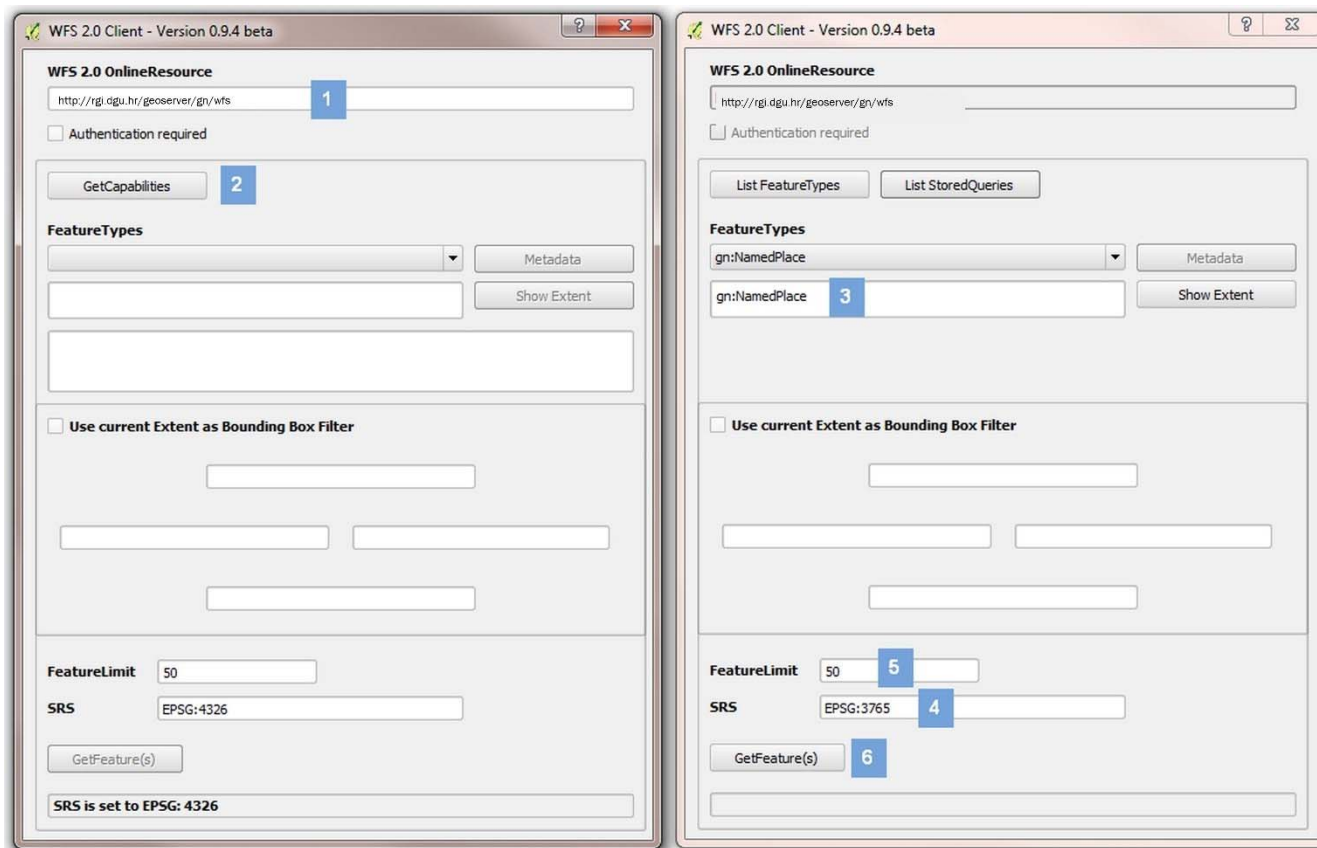 WFS 2.0 Client - Version 0.9.4 beta
?
X
WFS 2.0 OnlineResource
http://rgi.dgu.hr/geoserver/gn/wfs
1
Authentication required
GetCapabilities
2
FeatureTypes
Metadata
Show Extent
Use current Extent as Bounding Box Filter
FeatureLimit
50
SRS
EPSG:4326
GetFeature(s)
SRS is set to EPSG: 4326
WFS 2.0 Client - Version 0.9.4 beta
?
X
WFS 2.0 OnlineResource
http://rgi.dgu.hr/geoserver/gn/wfs
Authentication required
List FeatureTypes
List StoredQueries
FeatureTypes
gn:NamedPlace
Metadata
gn:NamedPlace
3
Show Extent
Use current Extent as Bounding Box Filter
FeatureLimit
50
5
SRS
EPSG:3765
4
GetFeature(s)
6